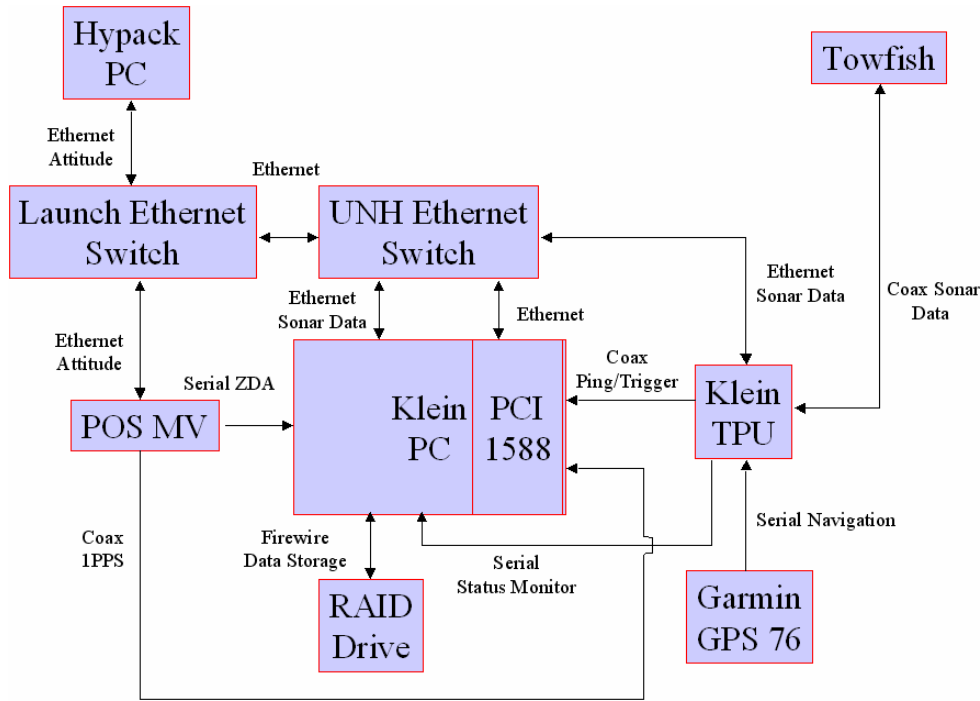 Hypack
PC
Towfish
Ethernet
Attitude
Ethernet
Launch Ethernet
Switch
UNH Ethernet
Switch
Ethernet
Sonar Data
Coax Sonar
Data
Ethernet
Sonar Data
Ethernet
Ethernet
Attitude
Serial ZDA
Coax
Ping/Trigger
POS MV
Klein
PC
PCI
1588
Klein
TPU
Coax
1PPS
Firewire
Data Storage
Serial
Status Monitor
Serial Navigation
RAID
Drive
Garmin
GPS 76